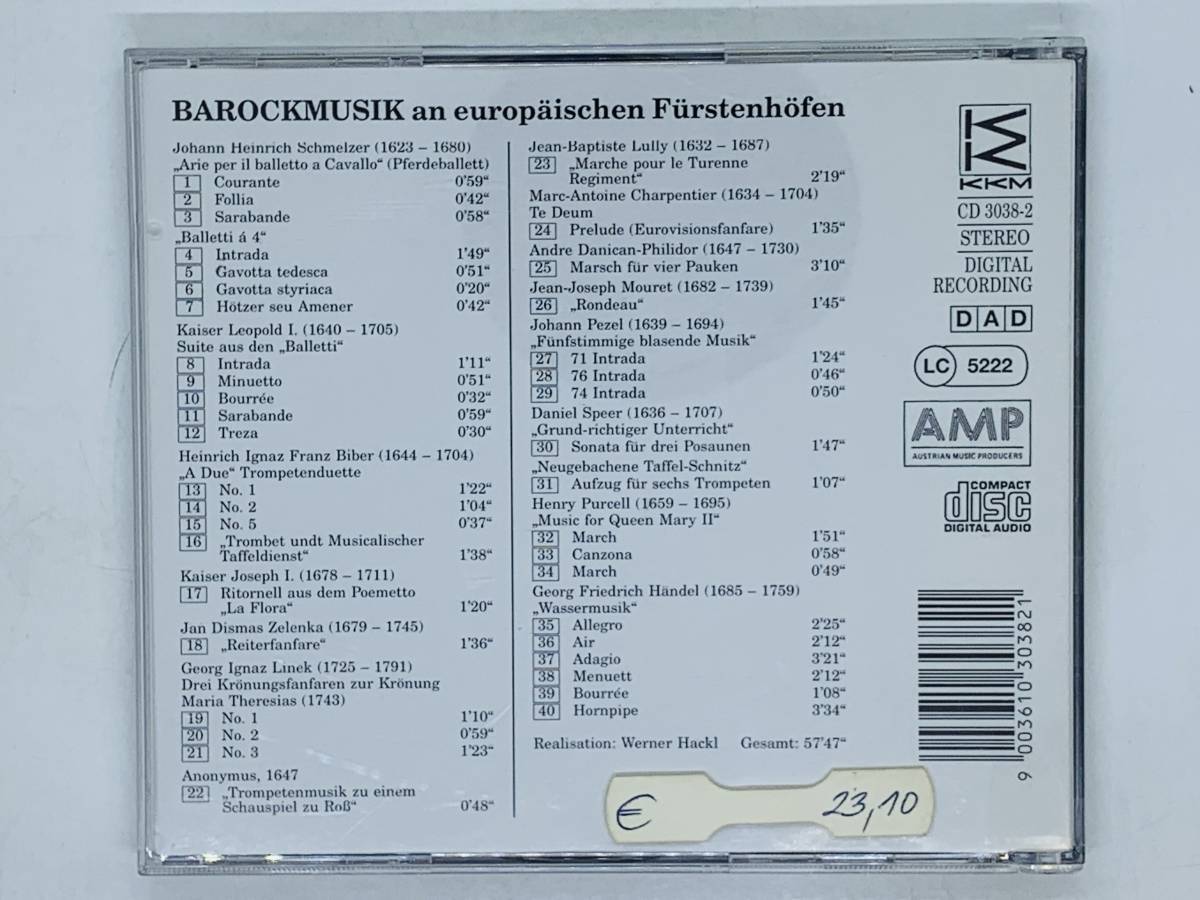 BAROCKMUSIK an europäischen Fürstenhöfen
Johann Heinrich Schmelzer (1623 – 1680)
„Arie per il balletto a Cavallo“ (Pferdeballett)
1 Courante 0'59“
2 Follia 0'42“
3 Sarabande 0'58“
„Balletti á 4“
4 Intrada 1'49“
5 Gavotta tedesca 0'51“
6 Gavotta styriaca 0'20“
7 Hötzer seu Amener 0'42“
Kaiser Leopold I. (1640 – 1705)
Suite aus den „Balletti“
8 Intrada 1'11“
9 Minuetto 0'51“
10 Bourrée 0'32“
11 Sarabande 0'59“
12 Treza 0'30“
Heinrich Ignaz Franz Biber (1644 – 1704)
„A Due“ Trompetenduette
13 No. 1 1'22“
14 No. 2 1'04“
15 No. 5 0'37“
16 „Trombet undt Musicalischer
Taffeldienst“ 1'38“
Kaiser Joseph I. (1678 – 1711)
17 Ritornell aus dem Poemetto
„La Flora“ 1'20“
Jan Dismas Zelenka (1679 – 1745)
18 „Reiterfanfare“ 1'36“
Georg Ignaz Linek (1725 – 1791)
Drei Krönungsfanfaren zur Krönung
Maria Theresias (1743)
19 No. 1 1'10“
20 No. 2 0'59“
21 No. 3 1'23“
Anonymus, 1647
22 „Trompetenmusik zu einem
Schauspiel zu Roß“ 0'48“
Jean-Baptiste Lully (1632 – 1687)
23 „Marche pour le Turenne
Regiment“ 2'19“
Marc-Antoine Charpentier (1634 – 1704)
Te Deum
24 Prelude (Eurovisionsfanfare) 1'35“
Andre Danican-Philidor (1647 – 1730)
25 Marsch für vier Pauken 3'10“
Jean-Joseph Mouret (1682 – 1739)
26 „Rondeau“ 1'45“
Johann Pezel (1639 – 1694)
„Fünfstimmige blasende Musik“
27 71 Intrada 1'24“
28 76 Intrada 0'46“
29 74 Intrada 0'50“
Daniel Speer (1636 – 1707)
„Grund-richtiger Unterricht“
30 Sonata für drei Posaunen 1'47“
„Neugebachene Taffel-Schnitz“
31 Aufzug für sechs Trompeten 1'07“
Henry Purcell (1659 – 1695)
„Music for Queen Mary II“
32 March 1'51“
33 Canzona 0'58“
34 March 0'49“
Georg Friedrich Händel (1685 – 1759)
„Wassermusik“
35 Allegro 2'25“
36 Air 2'12“
37 Adagio 3'21“
38 Menuett 2'12“
39 Bourrée 1'08“
40 Hornpipe 3'34“
Realisation: Werner Hackl Gesamt: 57'47“
KKM
CD 3038-2
STEREO
DIGITAL
RECORDING
DAD
LC 5222
AMP
AUSTRIAN MUSIC PRODUCERS
COMPACT
disc
DIGITAL AUDIO
9 003610 303821
€ 23,10